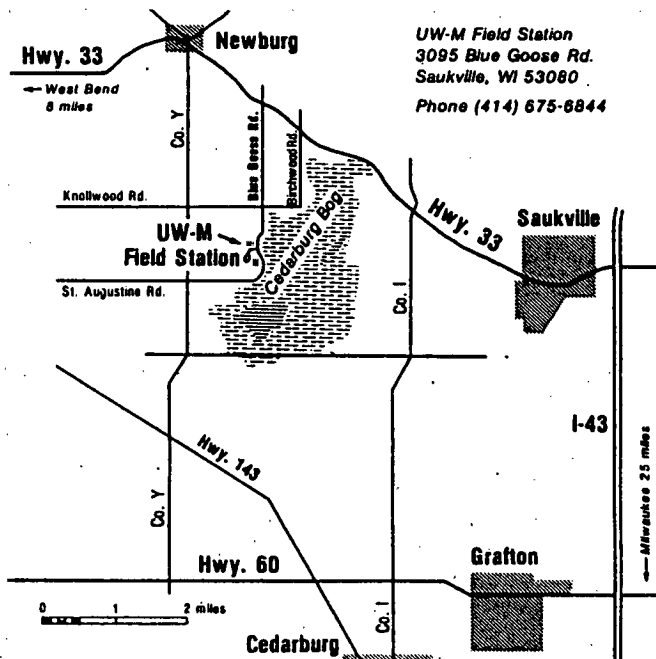 Newburg
Hwy. 33
← West Bend
8 miles
UW-M Field Station
3095 Blue Goose Rd.
Saukville, WI 53080
Phone (414) 675-6844
Co. Y
Blue Goose Rd.
Birchwood Rd.
Knollwood Rd.
UW-M
Field Station
St. Augustine Rd.
Cedarburg Bog
Hwy. 33
Saukville
Co. I
I-43
Hwy. 143
Co. Y
← Milwaukee 25 miles
Hwy. 60
Grafton
0 1 2 miles
Co. I
Cedarburg